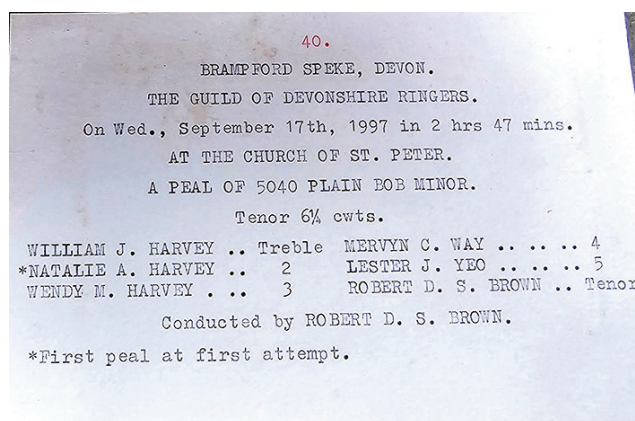 40.
BRAMPFORD SPEKE, DEVON.
THE GUILD OF DEVONSHIRE RINGERS.
On Wed., September 17th, 1997 in 2 hrs 47 mins.
AT THE CHURCH OF ST. PETER.
A PEAL OF 5040 PLAIN BOB MINOR.
Tenor 6¼ cwts.
WILLIAM J. HARVEY .. Treble MERVYN C. WAY .. .. .. 4
*NATALIE A. HARVEY .. 2 LESTER J. YEO .. .. .. 5
WENDY M. HARVEY . .. 3 ROBERT D. S. BROWN .. Tenor
Conducted by ROBERT D. S. BROWN.
*First peal at first attempt.